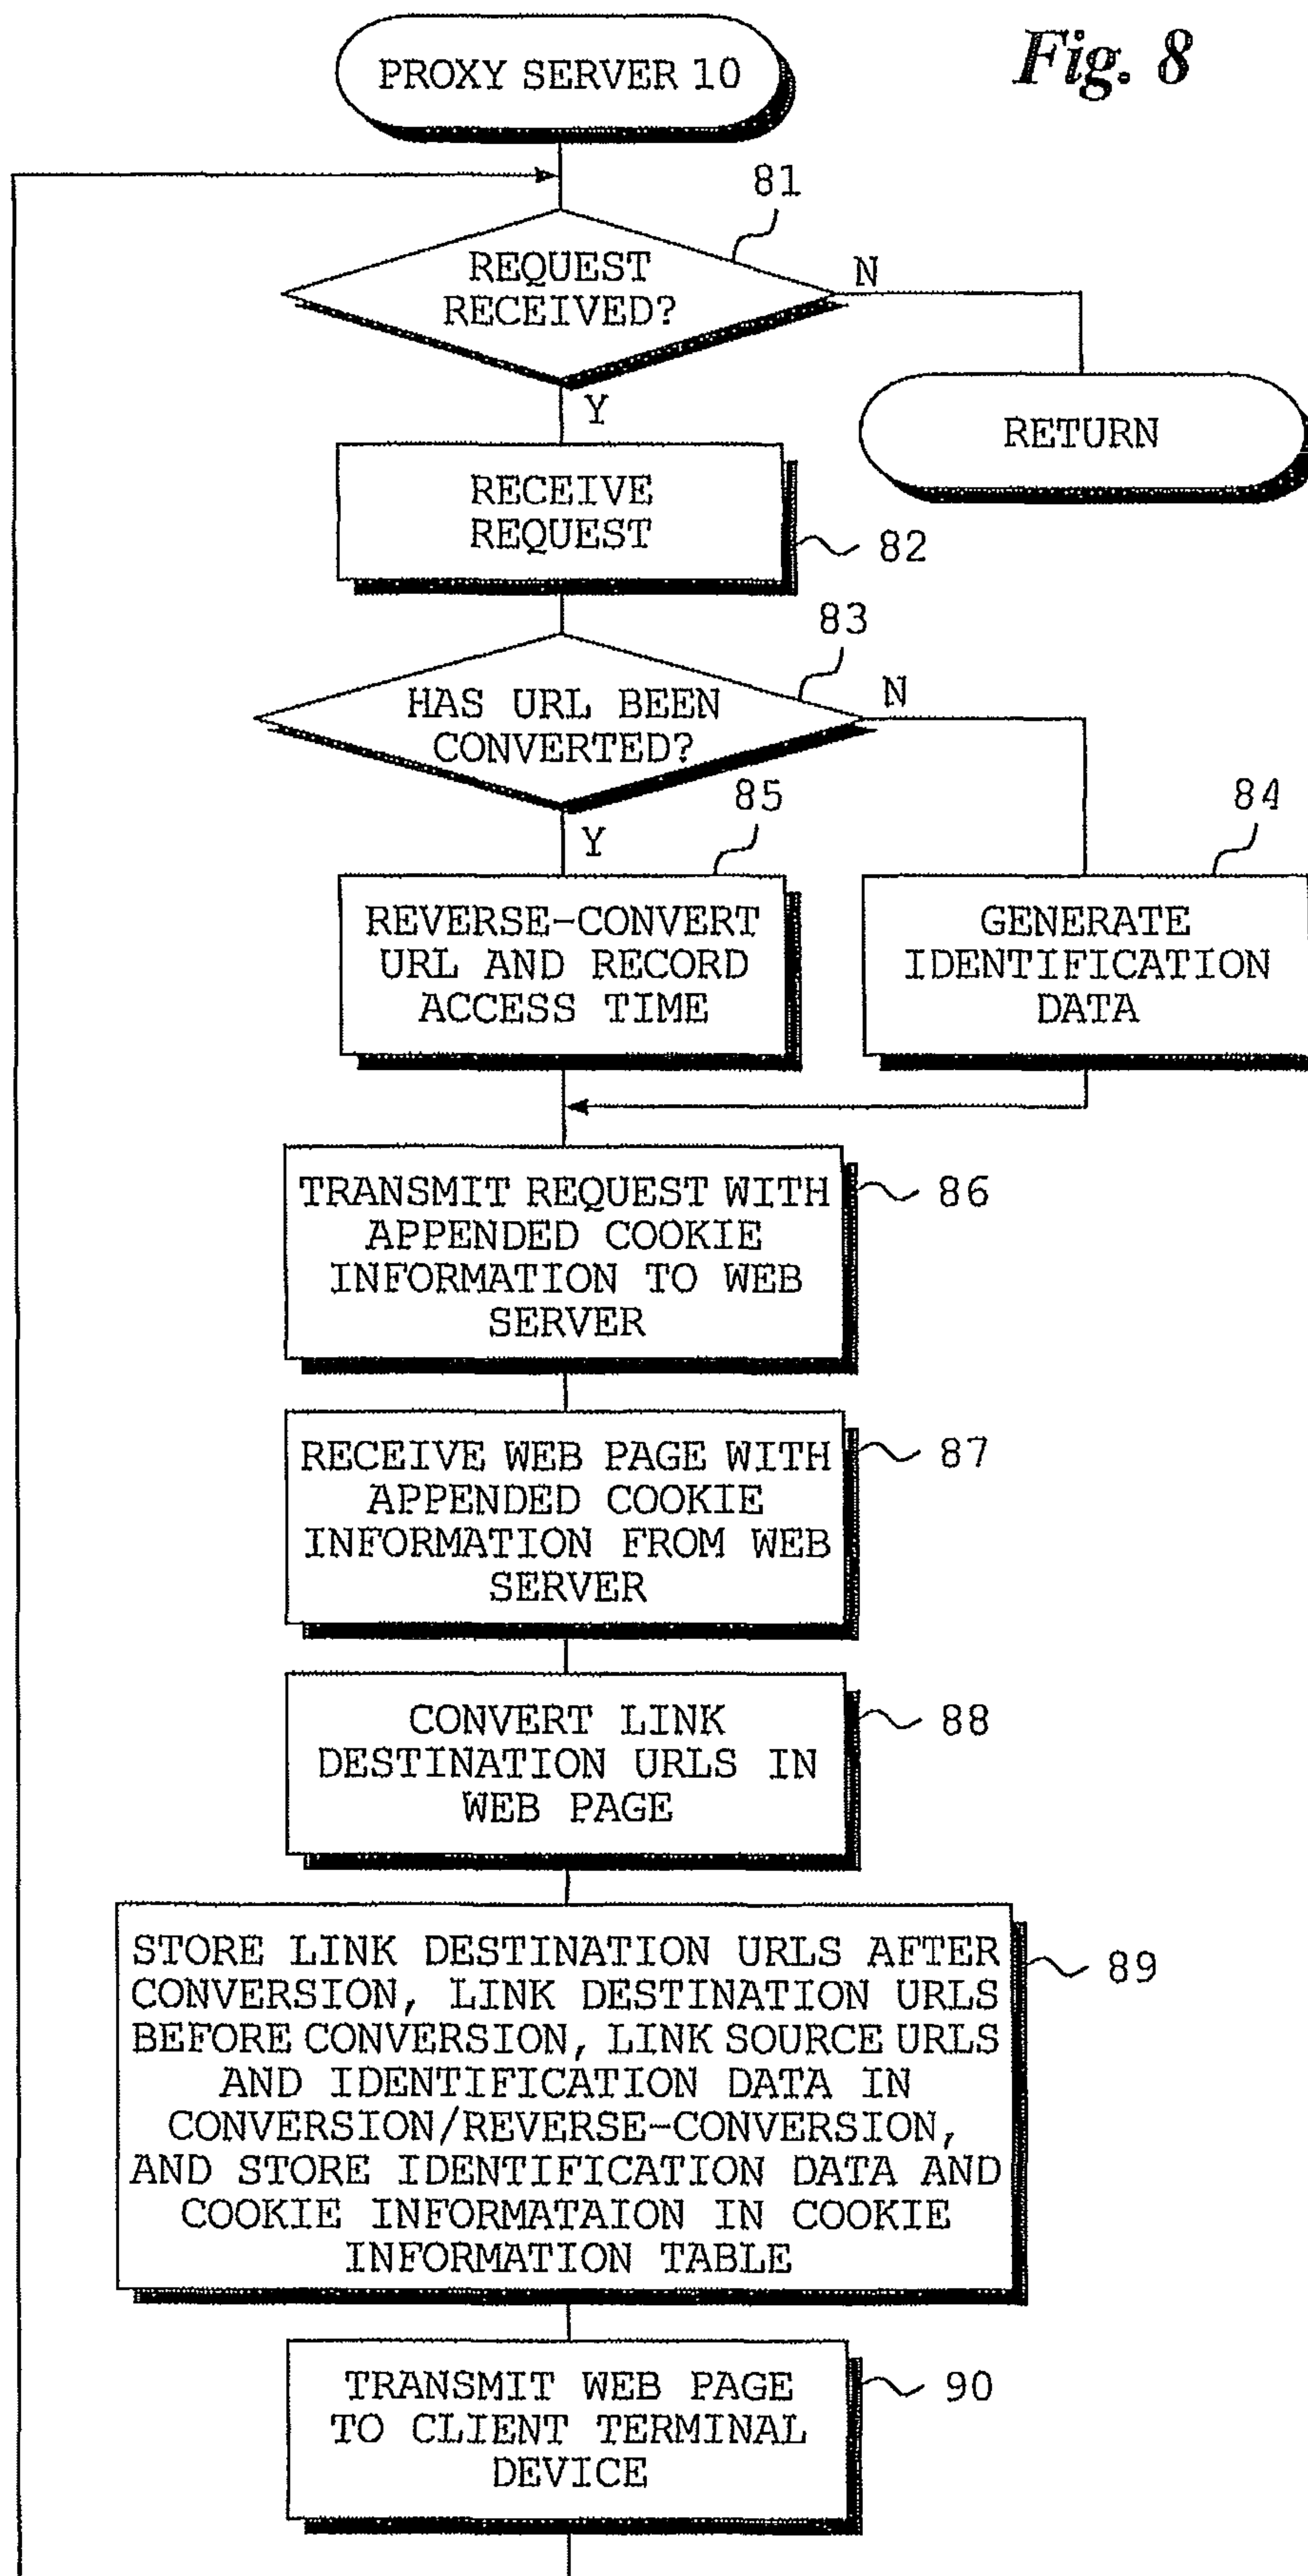 Fig. 8
PROXY SERVER 10
81
REQUEST
RECEIVED?
N
Y
RETURN
RECEIVE
REQUEST
82
83
HAS URL BEEN
CONVERTED?
N
Y
85
84
REVERSE-CONVERT
URL AND RECORD
ACCESS TIME
GENERATE
IDENTIFICATION
DATA
TRANSMIT REQUEST WITH
APPENDED COOKIE
INFORMATION TO WEB
SERVER
86
RECEIVE WEB PAGE WITH
APPENDED COOKIE
INFORMATION FROM WEB
SERVER
87
CONVERT LINK
DESTINATION URLS IN
WEB PAGE
88
STORE LINK DESTINATION URLS AFTER
CONVERSION, LINK DESTINATION URLS
BEFORE CONVERSION, LINK SOURCE URLS
AND IDENTIFICATION DATA IN
CONVERSION/REVERSE-CONVERSION,
AND STORE IDENTIFICATION DATA AND
COOKIE INFORMATAION IN COOKIE
INFORMATION TABLE
89
TRANSMIT WEB PAGE
TO CLIENT TERMINAL
DEVICE
90